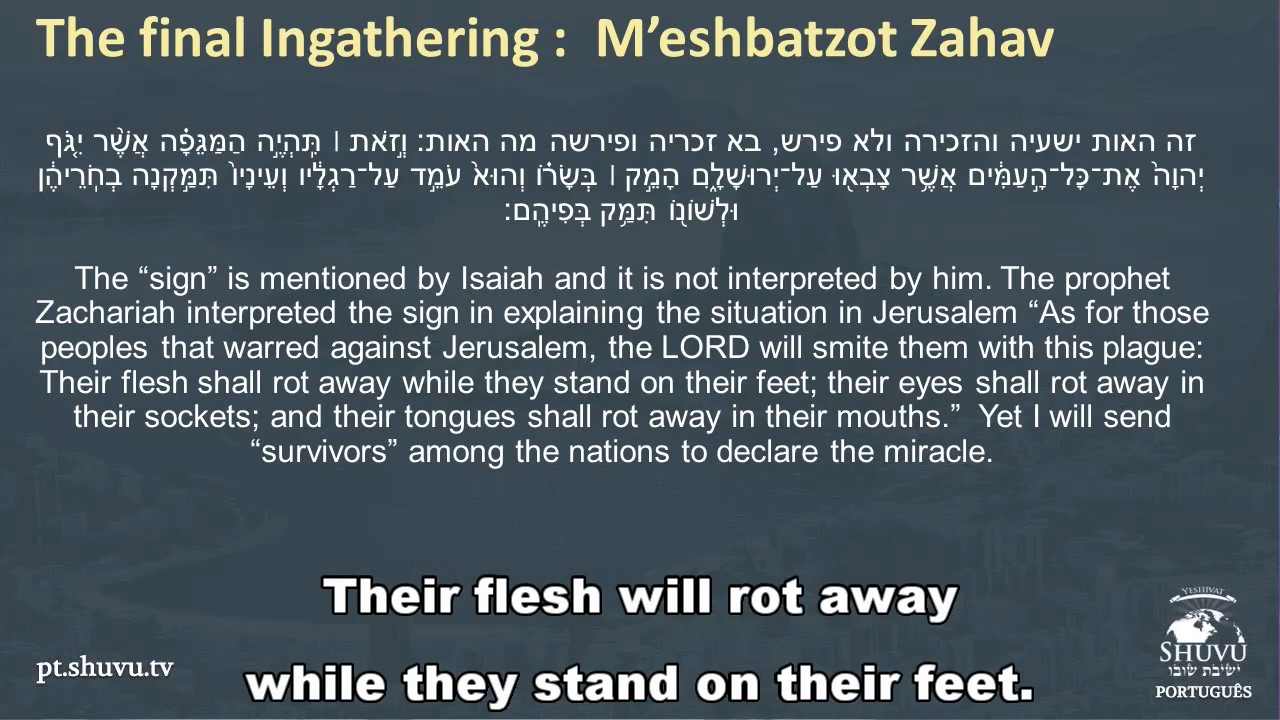 The final Ingathering :  M’eshbatzot Zahav
זה האות ישעיה והזכירה ולא פירש, בא זכריה ופירשה מה האות: וְזֹ֣את ׀ תִּֽהְיֶ֣ה הַמַּגֵּפָ֗ה אֲשֶׁ֨ר יִגֹּ֤ף
יְהוָה֙ אֶת־כׇּל־הָ֣עַמִּ֔ים אֲשֶׁ֥ר צָבְא֖וּ עַל־יְרוּשָׁלָ֑͏ִם הָמֵ֣ק ׀ בְּשָׂר֗וֹ וְהוּא֙ עֹמֵ֣ד עַל־רַגְלָ֔יו וְעֵינָיו֙ תִּמַּ֣קְנָה בְחֹֽרֵיהֶ֔ן
וּלְשׁוֹנ֖וֹ תִּמַּ֥ק בְּפִיהֶֽם׃
The “sign” is mentioned by Isaiah and it is not interpreted by him. The prophet
Zachariah interpreted the sign in explaining the situation in Jerusalem “As for those
peoples that warred against Jerusalem, the LORD will smite them with this plague:
Their flesh shall rot away while they stand on their feet; their eyes shall rot away in
their sockets; and their tongues shall rot away in their mouths.”  Yet I will send
“survivors” among the nations to declare the miracle.
Their flesh will rot away
while they stand on their feet.
pt.shuvu.tv
YESHIVAT
SHUVU
ישיבת שובו
PORTUGUÊS